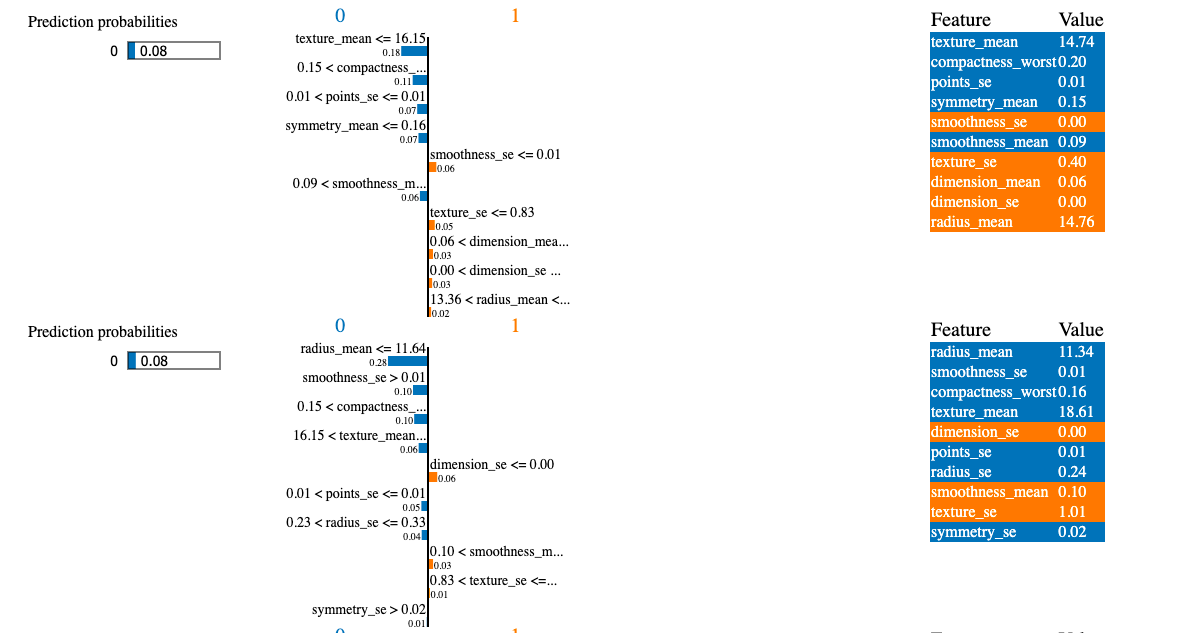 Prediction probabilities
0 0.08
0 1
texture_mean <= 16.15
0.18
0.15 < compactness_...
0.11
0.01 < points_se <= 0.01
0.07
symmetry_mean <= 0.16
0.07
smoothness_se <= 0.01
0.06
0.09 < smoothness_m...
0.06
texture_se <= 0.83
0.05
0.06 < dimension_mea...
0.03
0.00 < dimension_se ...
0.03
13.36 < radius_mean <...
0.02
Feature Value
texture_mean 14.74
compactness_worst 0.20
points_se 0.01
symmetry_mean 0.15
smoothness_se 0.00
smoothness_mean 0.09
texture_se 0.40
dimension_mean 0.06
dimension_se 0.00
radius_mean 14.76
Prediction probabilities
0 0.08
0 1
radius_mean <= 11.64
0.28
smoothness_se > 0.01
0.10
0.15 < compactness_...
0.10
16.15 < texture_mean...
0.06
dimension_se <= 0.00
0.06
0.01 < points_se <= 0.01
0.05
0.23 < radius_se <= 0.33
0.04
0.10 < smoothness_m...
0.03
0.83 < texture_se <=...
0.01
symmetry_se > 0.02
0.01
Feature Value
radius_mean 11.34
smoothness_se 0.01
compactness_worst 0.16
texture_mean 18.61
dimension_se 0.00
points_se 0.01
radius_se 0.24
smoothness_mean 0.10
texture_se 1.01
symmetry_se 0.02